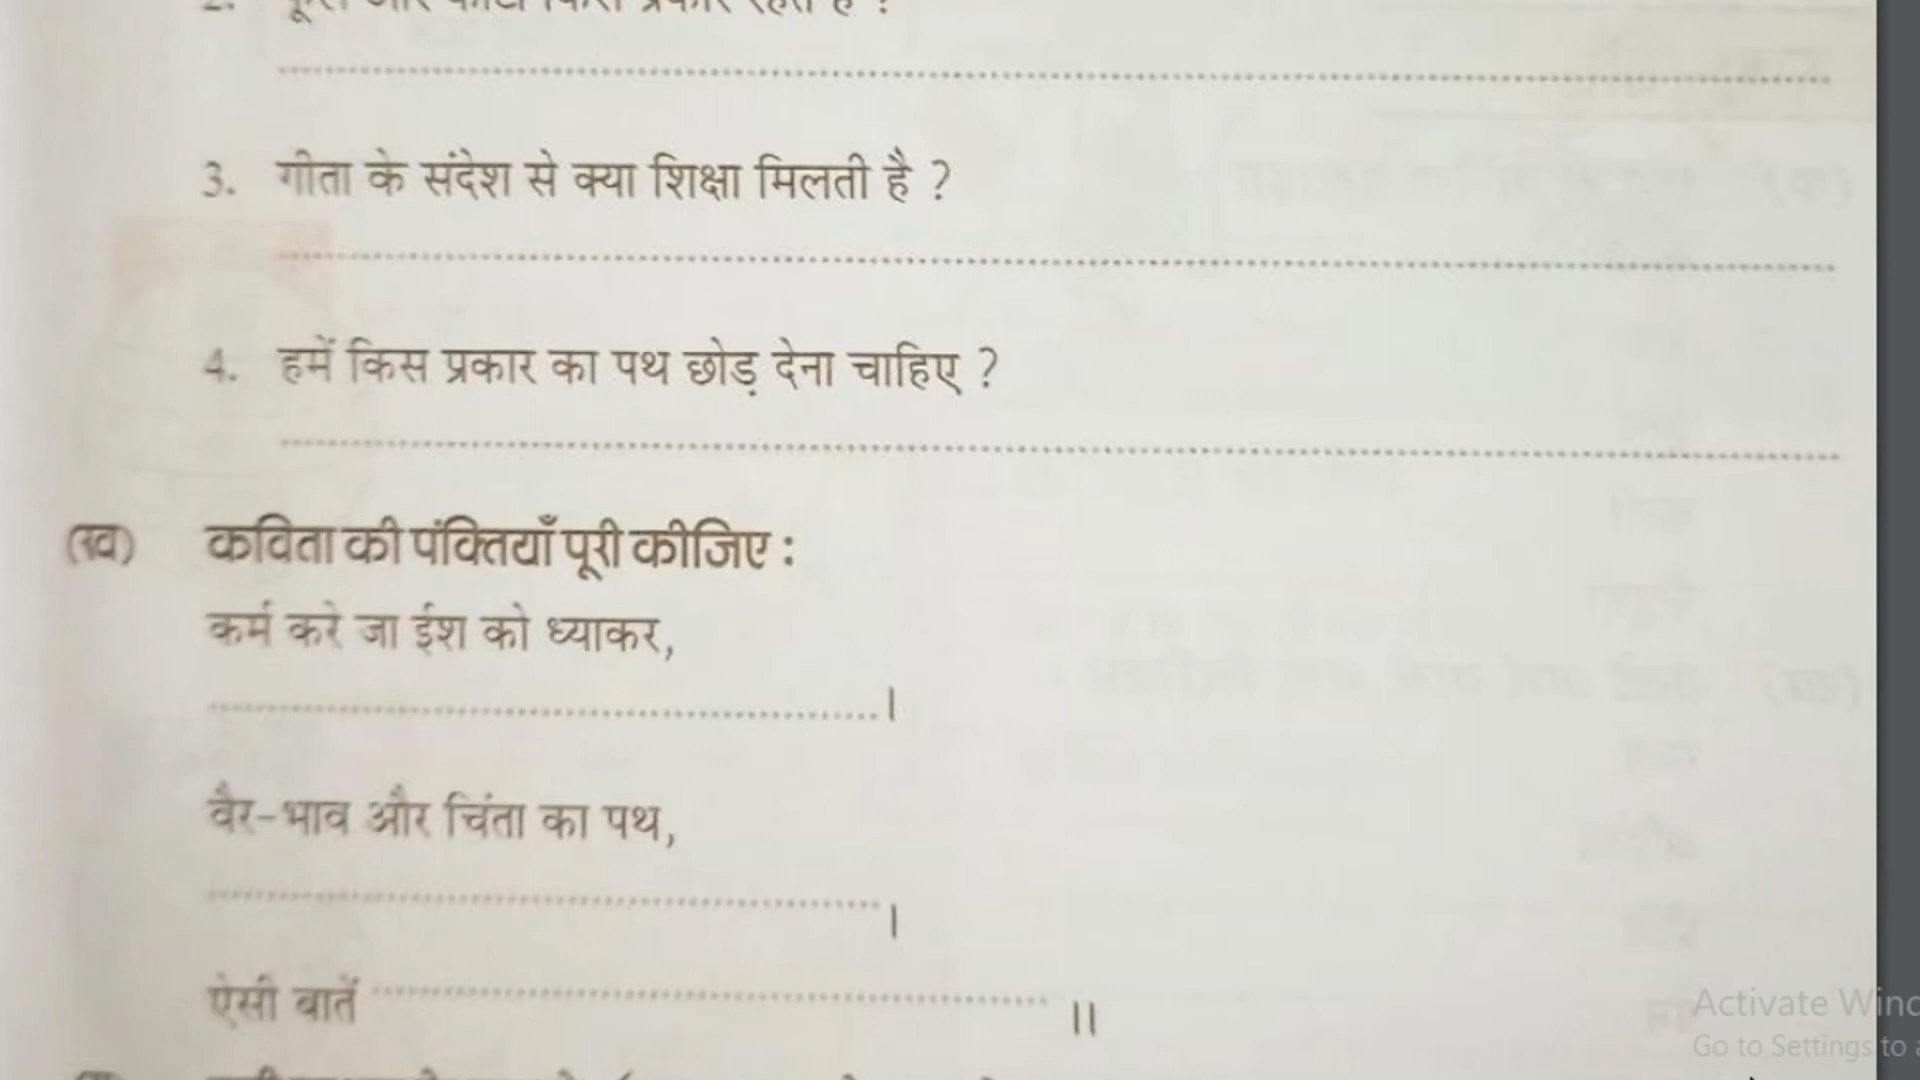 3. गीता के संदेश से क्या शिक्षा मिलती है ?
4. हमें किस प्रकार का पथ छोड़ देना चाहिए ?
(ख) कविता की पंक्तियाँ पूरी कीजिए :
कर्म करे जा ईश को ध्याकर,
........................................।
वैर-भाव और चिंता का पथ,
........................................।
ऐसी बातें ........................................ ।।
Activate Wind
Go to Settings to a